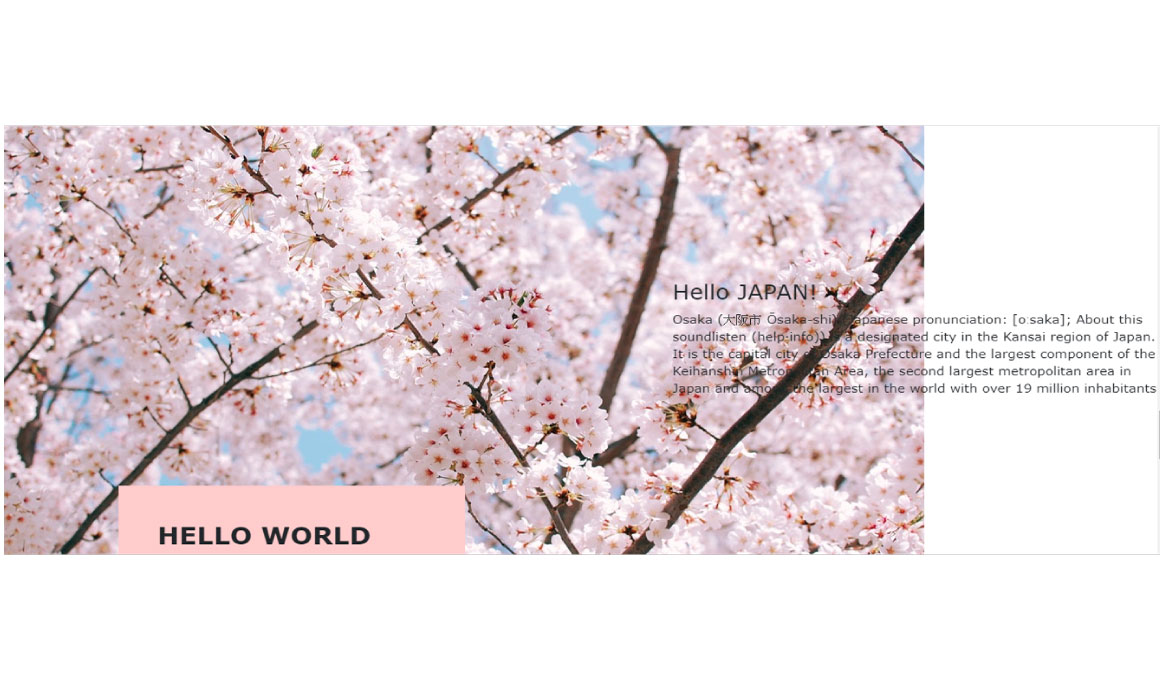 Hello JAPAN!
Osaka (大阪市 Ōsaka-shi) Japanese pronunciation: [oːsaka]; About this
soundlisten (help·info)) is a designated city in the Kansai region of Japan.
It is the capital city of Osaka Prefecture and the largest component of the
Keihanshin Metropolitan Area, the second largest metropolitan area in
Japan and among the largest in the world with over 19 million inhabitants
HELLO WORLD